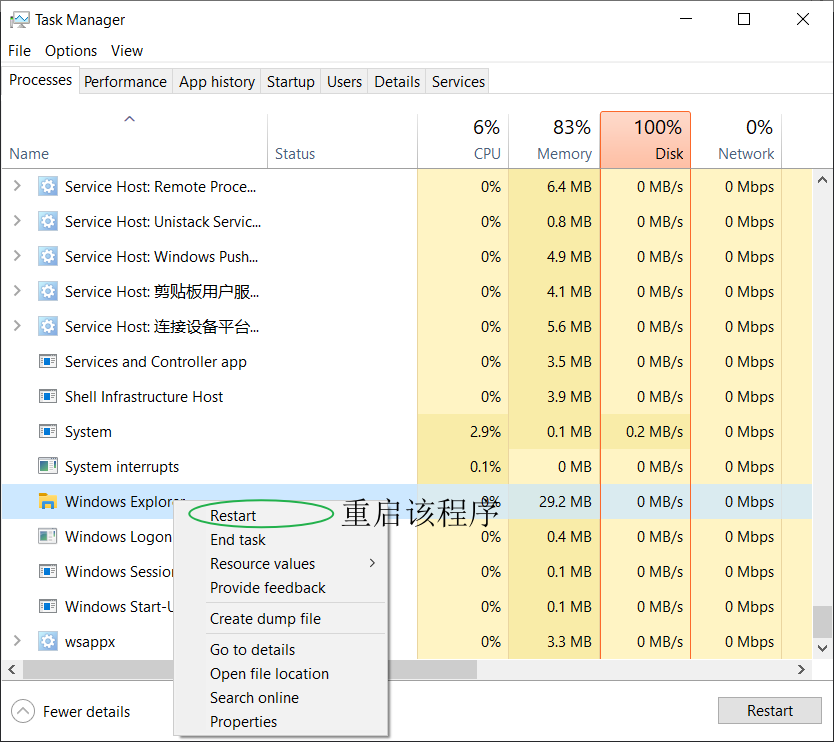 Task Manager
File Options View
Processes Performance App history Startup Users Details Services
6% 83% 100% 0%
Name Status CPU Memory Disk Network
Service Host: Remote Proce... 0% 6.4 MB 0 MB/s 0 Mbps
Service Host: Unistack Servic... 0% 0.8 MB 0 MB/s 0 Mbps
Service Host: Windows Push... 0% 4.9 MB 0 MB/s 0 Mbps
Service Host: 剪贴板用户服... 0% 4.1 MB 0 MB/s 0 Mbps
Service Host: 连接设备平台... 0% 5.6 MB 0 MB/s 0 Mbps
Services and Controller app 0% 3.5 MB 0 MB/s 0 Mbps
Shell Infrastructure Host 0% 3.9 MB 0 MB/s 0 Mbps
System 2.9% 0.1 MB 0.2 MB/s 0 Mbps
System interrupts 0.1% 0 MB 0 MB/s 0 Mbps
Windows Explorer 0% 29.2 MB 0 MB/s 0 Mbps
Restart 重启该程序
End task
Windows Logon 0% 0.4 MB 0 MB/s 0 Mbps
Resource values
Windows Session 0% 0.1 MB 0 MB/s 0 Mbps
Provide feedback
Windows Start-U 0% 0.1 MB 0 MB/s 0 Mbps
Create dump file
wsappx 0% 3.3 MB 0 MB/s 0 Mbps
Go to details
Open file location
Search online
Properties
Fewer details Restart